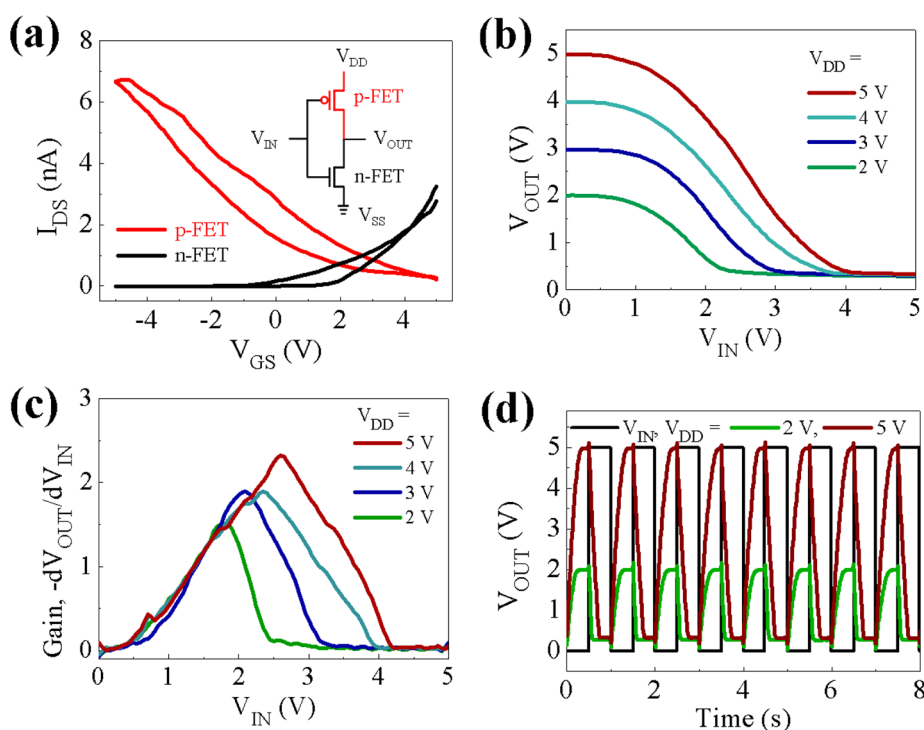 (a)
8
6
4
2
0
I_DS (nA)
-4 -2 0 2 4
V_GS (V)
V_DD
p-FET
V_IN
V_OUT
n-FET
V_SS
p-FET
n-FET
(b)
5
4
3
2
1
0
V_OUT (V)
0 1 2 3 4 5
V_IN (V)
V_DD =
5 V
4 V
3 V
2 V
(c)
3
2
1
0
Gain, -dV_OUT/dV_IN
0 1 2 3 4 5
V_IN (V)
V_DD =
5 V
4 V
3 V
2 V
(d)
V_IN, V_DD = 2 V, 5 V
5
4
3
2
1
0
V_OUT (V)
0 2 4 6 8
Time (s)